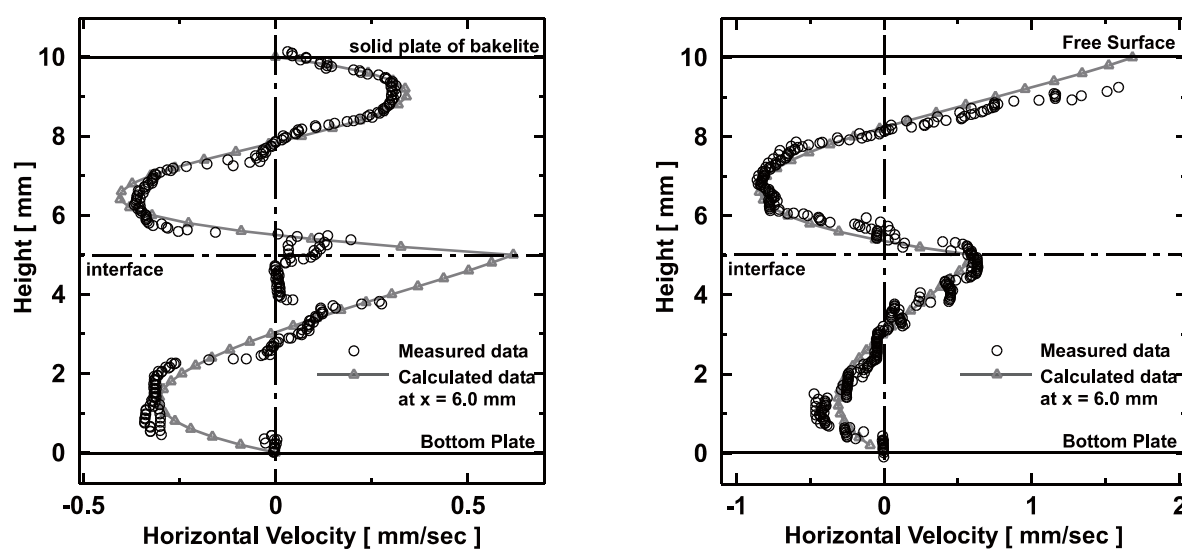 solid plate of bakelite
10
8
6
4
2
0
Height [ mm ]
interface
Measured data
Calculated data
at x = 6.0 mm
Bottom Plate
-0.5
0
0.5
Horizontal Velocity [ mm/sec ]
Free Surface
10
8
6
4
2
0
Height [ mm ]
interface
Measured data
Calculated data
at x = 6.0 mm
Bottom Plate
-1
0
1
2
Horizontal Velocity [ mm/sec ]